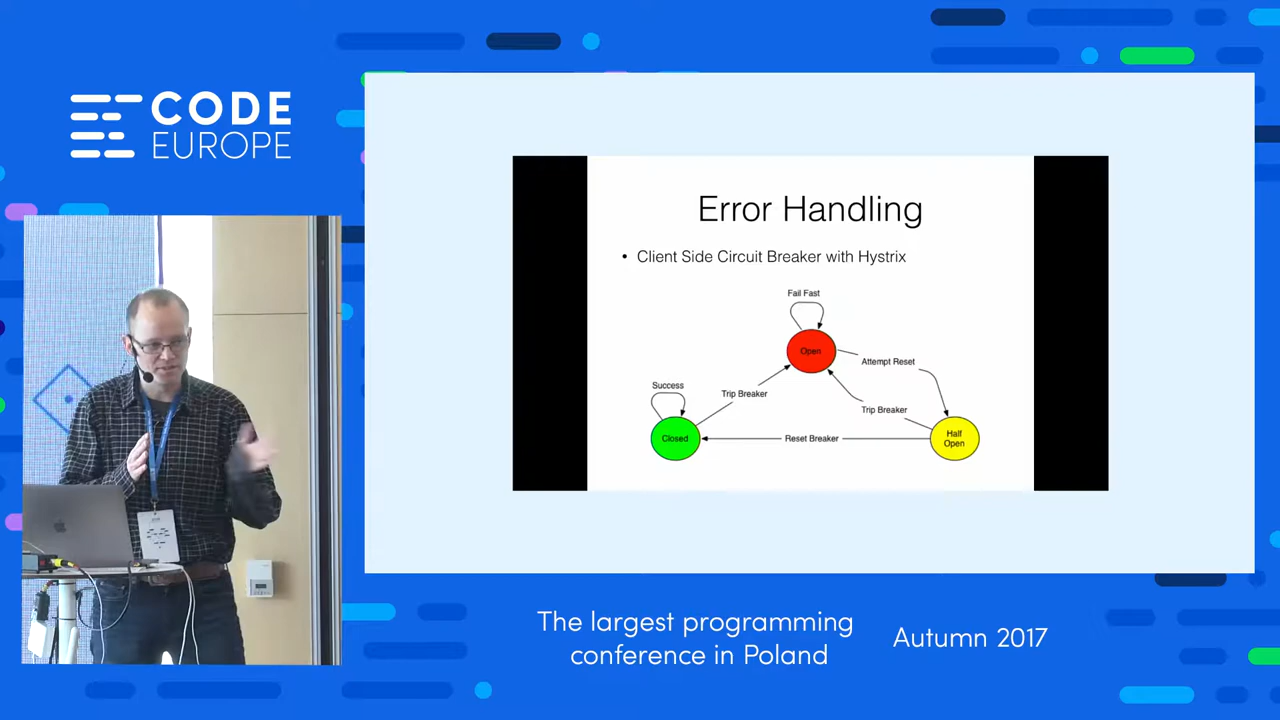 CODE
EUROPE
Error Handling
• Client Side Circuit Breaker with Hystrix
Fail Fast
Open
Attempt Reset
Success
Trip Breaker
Trip Breaker
Closed
Reset Breaker
Half
Open
The largest programming
conference in Poland
Autumn 2017